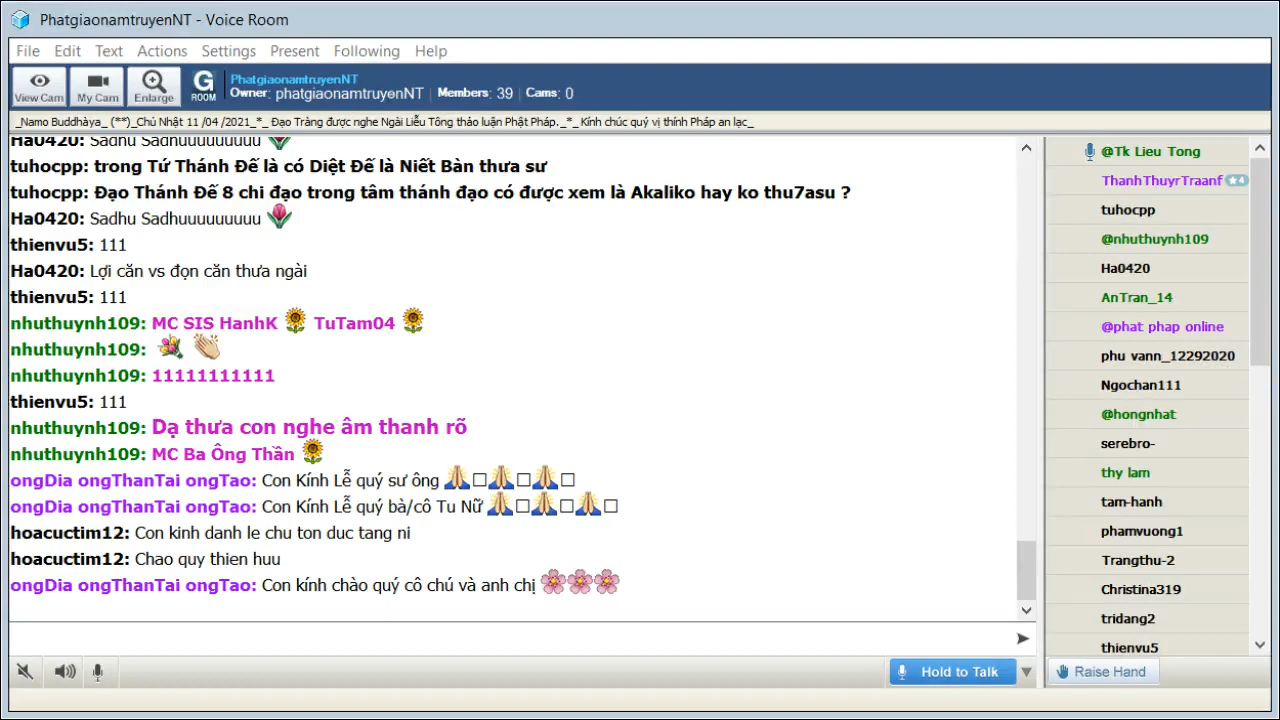 PhatgiaonamtruyenNT - Voice Room
File Edit Text Actions Settings Present Following Help
View Cam My Cam Enlarge G ROOM
PhatgiaonamtruyenNT
Owner: phatgiaonamtruyenNT | Members: 39 | Cams: 0
_Namo Buddhàya_ (**)_Chủ Nhật 11 /04 /2021_*_ Đạo Tràng được nghe Ngài Liễu Tông thảo luận Phật Pháp._*_ Kính chúc quý vị thính Pháp an lạc_
Ha0420: Sadhu Sadhuuuuuuuuu
tuhocpp: trong Tứ Thánh Đế là có Diệt Đế là Niết Bàn thưa sư
tuhocpp: Đạo Thánh Đế 8 chi đạo trong tâm thánh đạo có được xem là Akaliko hay ko thu7asu ?
Ha0420: Sadhu Sadhuuuuuuuuu
thienvu5: 111
Ha0420: Lợi căn vs đọn căn thưa ngài
thienvu5: 111
nhuthuynh109: MC SIS HanhK TuTam04
nhuthuynh109:
nhuthuynh109: 11111111111
thienvu5: 111
nhuthuynh109: Dạ thưa con nghe âm thanh rõ
nhuthuynh109: MC Ba Ông Thần
ongDia ongThanTai ongTao: Con Kính Lễ quý sư ông
ongDia ongThanTai ongTao: Con Kính Lễ quý bà/cô Tu Nữ
hoacuctim12: Con kinh danh le chu ton duc tang ni
hoacuctim12: Chao quy thien huu
ongDia ongThanTai ongTao: Con kính chào quý cô chú và anh chị
@Tk Lieu Tong
ThanhThuyrTraanf 4
tuhocpp
@nhuthuynh109
Ha0420
AnTran_14
@phat phap online
phu vann_12292020
Ngochan111
@hongnhat
serebro-
thy lam
tam-hanh
phamvuong1
Trangthu-2
Christina319
tridang2
thienvu5
Hold to Talk
Raise Hand